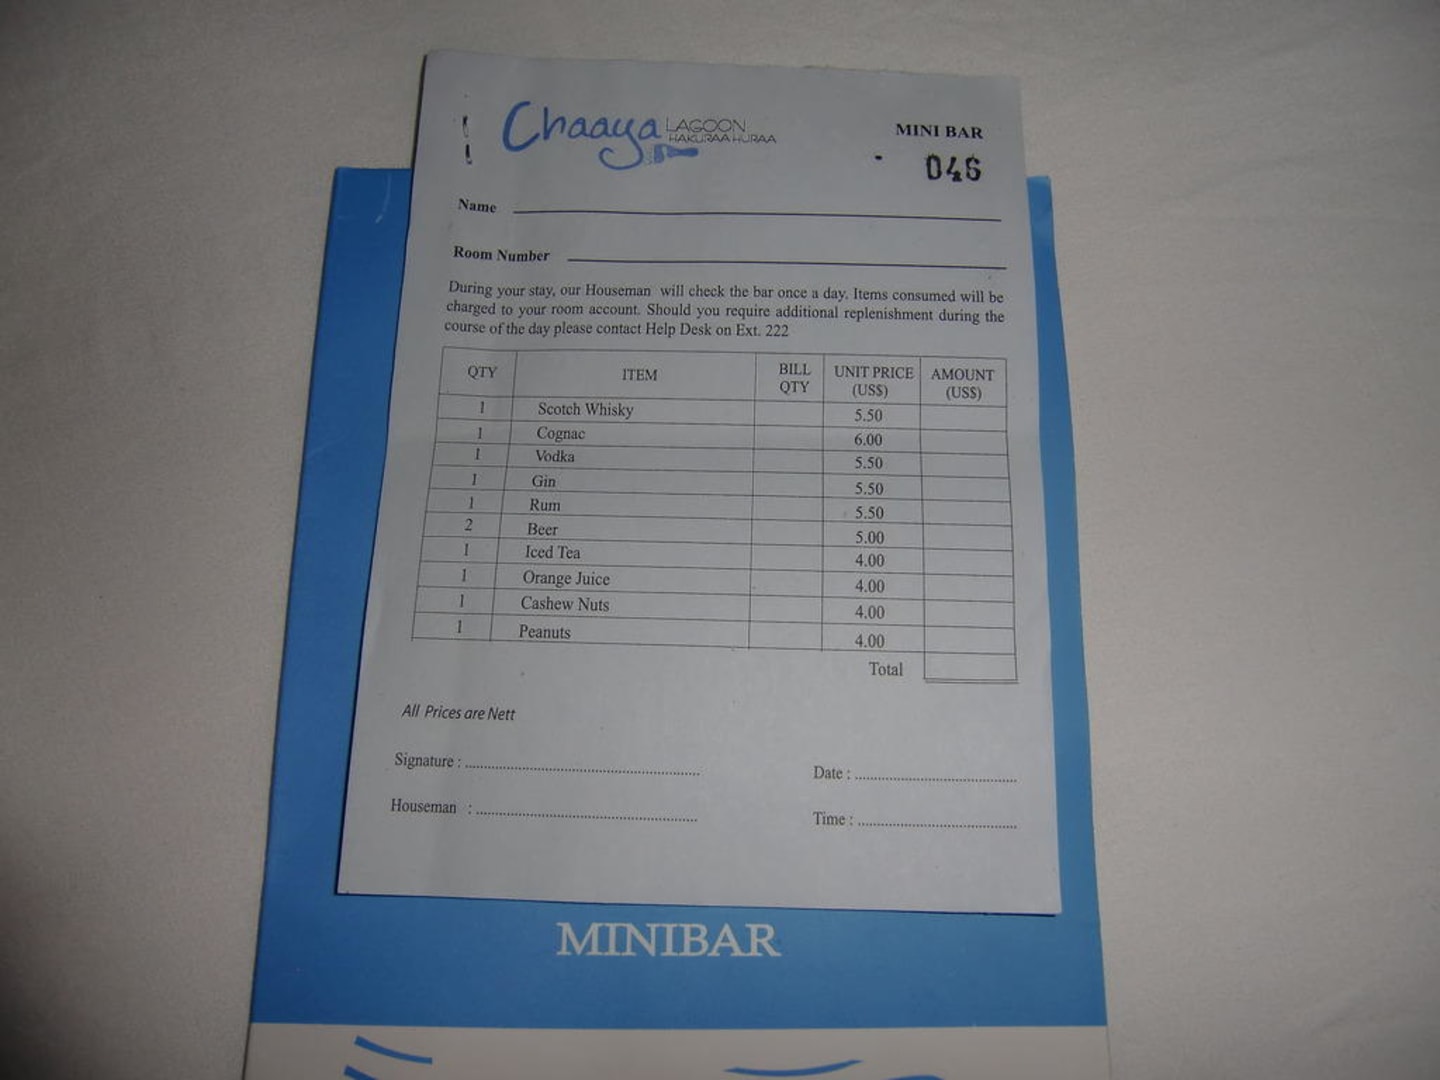 Chaaya LAGOON
HAKURAA HURAA
MINI BAR
046
Name
Room Number
During your stay, our Houseman will check the bar once a day. Items consumed will be
charged to your room account. Should you require additional replenishment during the
course of the day please contact Help Desk on Ext. 222
QTY ITEM BILL QTY UNIT PRICE (US$) AMOUNT (US$)
1 Scotch Whisky 5.50
1 Cognac 6.00
1 Vodka 5.50
1 Gin 5.50
1 Rum 5.50
2 Beer 5.00
1 Iced Tea 4.00
1 Orange Juice 4.00
1 Cashew Nuts 4.00
1 Peanuts 4.00
Total
All Prices are Nett
Signature : Date :
Houseman : Time :
MINIBAR